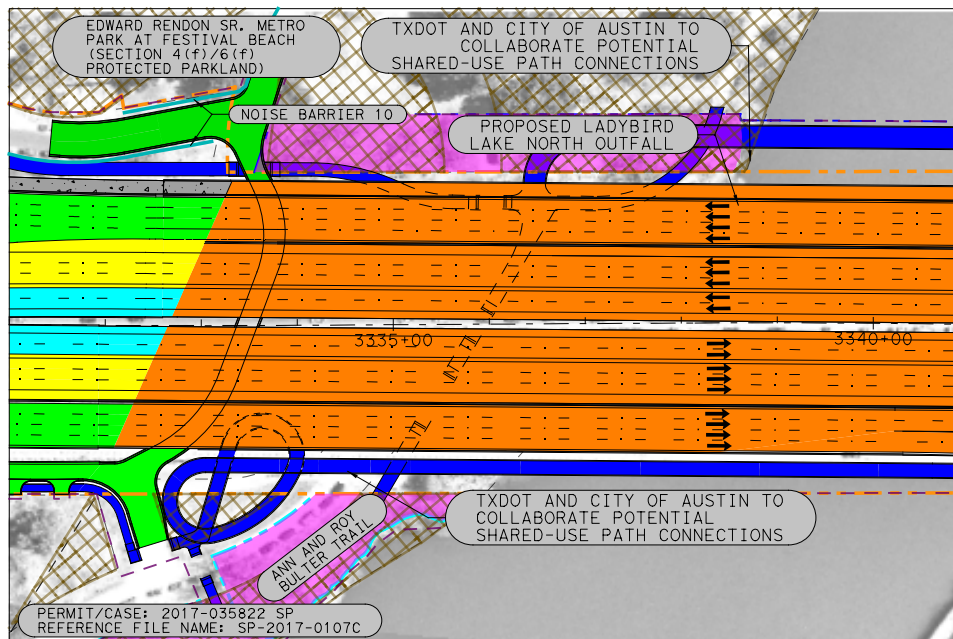 EDWARD RENDON SR. METRO
PARK AT FESTIVAL BEACH
(SECTION 4(f)/6(f)
PROTECTED PARKLAND)
TXDOT AND CITY OF AUSTIN TO
COLLABORATE POTENTIAL
SHARED-USE PATH CONNECTIONS
NOISE BARRIER 10
PROPOSED LADYBIRD
LAKE NORTH OUTFALL
3335+00
3340+00
TXDOT AND CITY OF AUSTIN TO
COLLABORATE POTENTIAL
SHARED-USE PATH CONNECTIONS
ANN AND ROY
BULTER TRAIL
PERMIT/CASE: 2017-035822 SP
REFERENCE FILE NAME: SP-2017-0107C